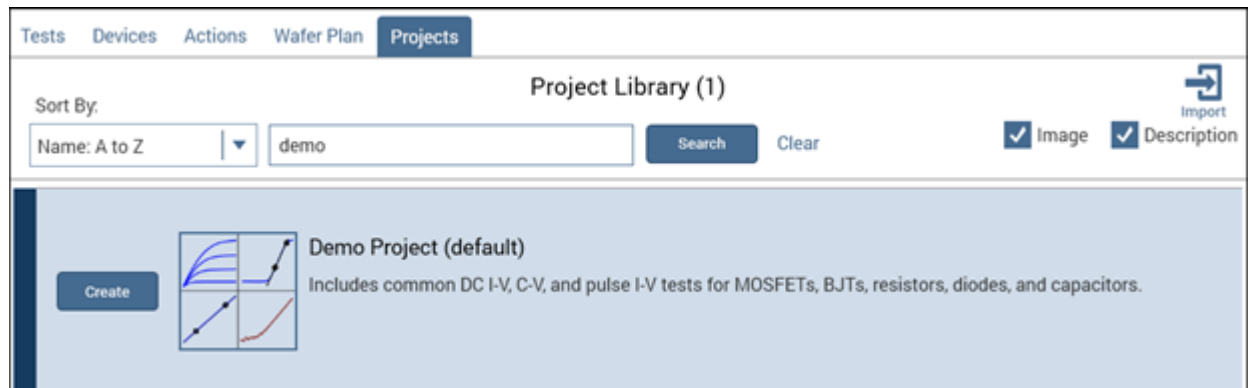 Tests Devices Actions Wafer Plan Projects
Project Library (1)
Import
Sort By:
Name: A to Z demo Search Clear Image Description
Demo Project (default)
Create Includes common DC I-V, C-V, and pulse I-V tests for MOSFETs, BJTs, resistors, diodes, and capacitors.